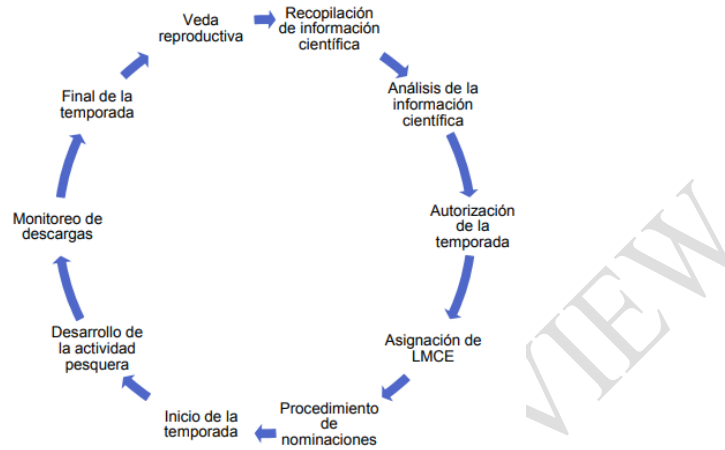 Veda
reproductiva
Recopilación
de información
científica
Análisis de la
información
científica
Autorización
de la
temporada
Asignación de
LMCE
Procedimiento
de
nominaciones
Inicio de la
temporada
Desarrollo de
la actividad
pesquera
Monitoreo de
descargas
Final de la
temporada
VIEW